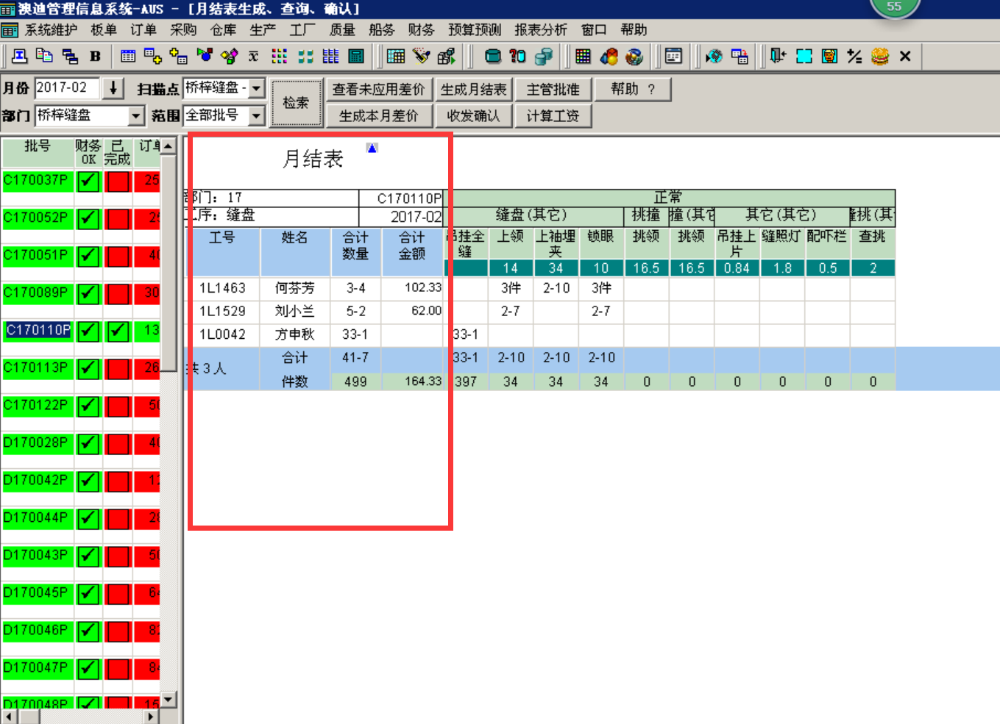 澳迪管理信息系统-AUS - [月结表生成、查询、确认]
55
系统维护 板单 订单 采购 仓库 生产 工厂 质量 船务 财务 预算预测 报表分析 窗口 帮助
月份 2017-02 扫描点 桥梓缝盘 - 检索 查看未应用差价 生成月结表 主管批准 帮助 ?
部门 桥梓缝盘 范围 全部批号 生成本月差价 收发确认 计算工资
批号 财务OK 已完成 订单
C170037P 25
C170052P
C170051P 40
C170089P 30
C170110P 13
C170113P 26
C170122P 50
D170028P 40
D170042P
D170044P 28
D170043P 50
D170045P 64
D170046P
D170047P 84
D170048P 15
月结表
部门: 17 C170110P 正常
工序: 缝盘 2017-02 缝盘(其它) 挑撞 撞(其它 其它(其它) 挑(其
工号 姓名 合计数量 合计金额 吊挂全缝 上领 上袖埋夹 锁眼 挑领 挑领 吊挂上片 缝照灯 配吓栏 查挑
14 34 10 16.5 16.5 0.84 1.8 0.5 2
1L1463 何芬芳 3-4 102.33 3件 2-10 3件
1L1529 刘小兰 5-2 62.00 2-7 2-7
1L0042 方申秋 33-1 33-1
共 3 人 合计 41-7 33-1 2-10 2-10 2-10
件数 499 164.33 397 34 34 34 0 0 0 0 0 0